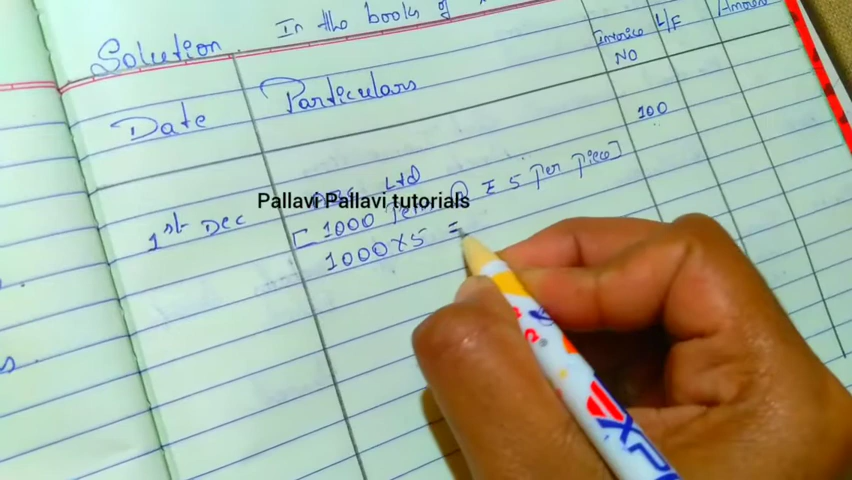 Solution. In the books of
Date Particulars Invoice No L/F Amount
1st Dec Ltd 100
[1000 @ ₹ 5 per piece]
1000 x 5 =
Pallavi Pallavi tutorials